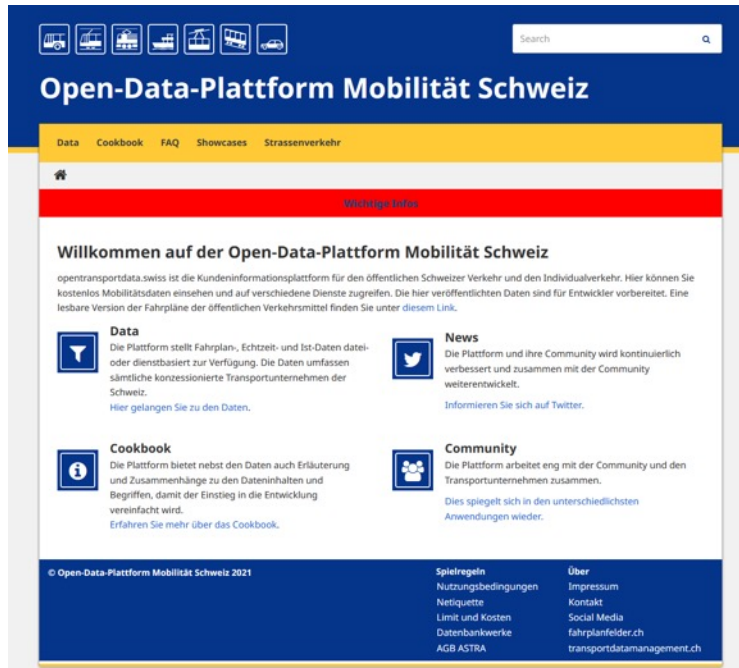 Search
Open-Data-Plattform Mobilität Schweiz
Data Cookbook FAQ Showcases Strassenverkehr
Wichtige Infos
Willkommen auf der Open-Data-Plattform Mobilität Schweiz
opentransportdata.swiss ist die Kundeninformationsplattform für den öffentlichen Schweizer Verkehr und den Individualverkehr. Hier können Sie
kostenlos Mobilitätsdaten einsehen und auf verschiedene Dienste zugreifen. Die hier veröffentlichten Daten sind für Entwickler vorbereitet. Eine
lesbare Version der Fahrpläne der öffentlichen Verkehrsmittel finden Sie unter diesem Link.
Data
Die Plattform stellt Fahrplan-, Echtzeit- und Ist-Daten datei-
oder dienstbasiert zur Verfügung. Die Daten umfassen
sämtliche konzessionierte Transportunternehmen der
Schweiz.
Hier gelangen Sie zu den Daten.
News
Die Plattform und ihre Community wird kontinuierlich
verbessert und zusammen mit der Community
weiterentwickelt.
Informieren Sie sich auf Twitter.
Cookbook
Die Plattform bietet nebst den Daten auch Erläuterung
und Zusammenhänge zu den Dateninhalten und
Begriffen, damit der Einstieg in die Entwicklung
vereinfacht wird.
Erfahren Sie mehr über das Cookbook.
Community
Die Plattform arbeitet eng mit der Community und den
Transportunternehmen zusammen.
Dies spiegelt sich in den unterschiedlichsten
Anwendungen wieder.
© Open-Data-Plattform Mobilität Schweiz 2021
Spielregeln
Nutzungsbedingungen
Netiquette
Limit und Kosten
Datenbankwerke
AGB ASTRA
Über
Impressum
Kontakt
Social Media
fahrplanfelder.ch
transportdatamanagement.ch